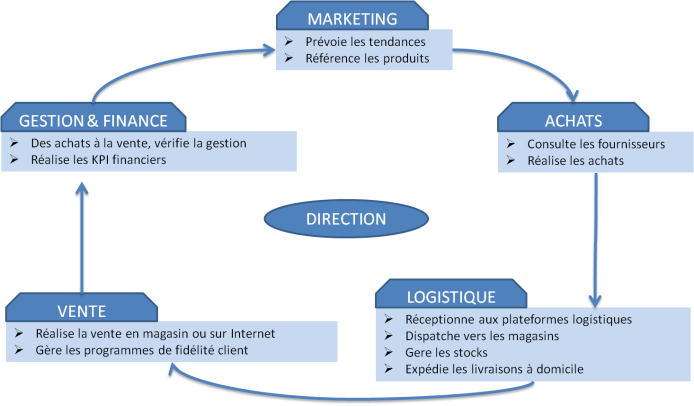 MARKETING
➢ Prévoie les tendances
➢ Référence les produits
ACHATS
➢ Consulte les fournisseurs
➢ Réalise les achats
GESTION & FINANCE
➢ Des achats à la vente, vérifie la gestion
➢ Réalise les KPI financiers
DIRECTION
LOGISTIQUE
➢ Réceptionne aux plateformes logistiques
➢ Dispatche vers les magasins
➢ Gere les stocks
➢ Expédie les livraisons à domicile
VENTE
➢ Réalise la vente en magasin ou sur Internet
➢ Gère les programmes de fidélité client